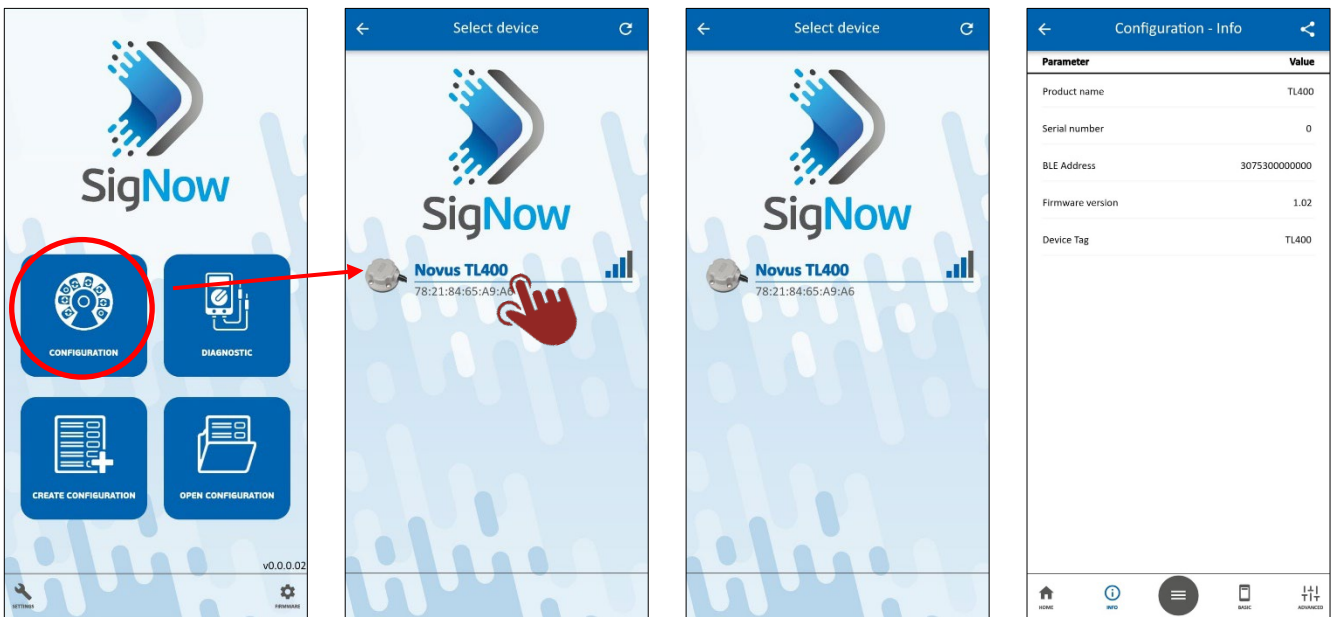 SigNow
CONFIGURATION
DIAGNOSTIC
CREATE CONFIGURATION
OPEN CONFIGURATION
v0.0.0.02
SETTINGS
FIRMWARE
Select device
SigNow
Novus TL400
78:21:84:65:A9:A6
Select device
SigNow
Novus TL400
78:21:84:65:A9:A6
Configuration - Info
Parameter Value
Product name TL400
Serial number 0
BLE Address 3075300000000
Firmware version 1.02
Device Tag TL400
HOME
INFO
BASIC
ADVANCED